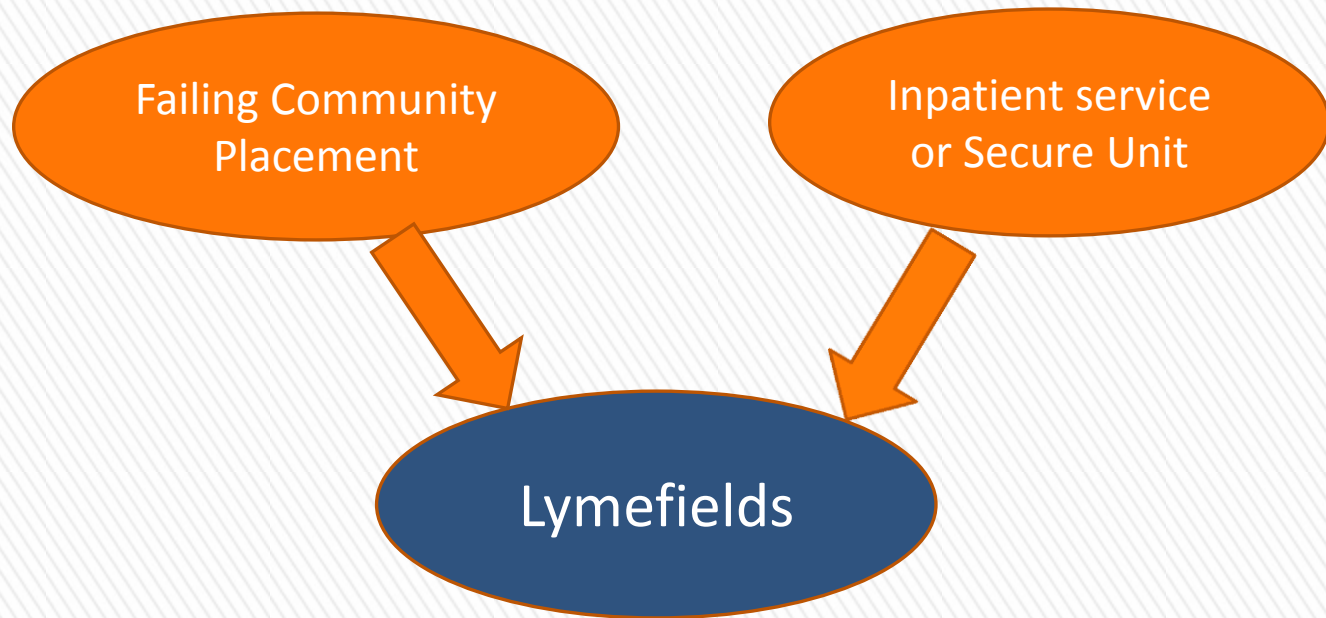 Failing Community
Placement
Inpatient service
or Secure Unit
Lymefields